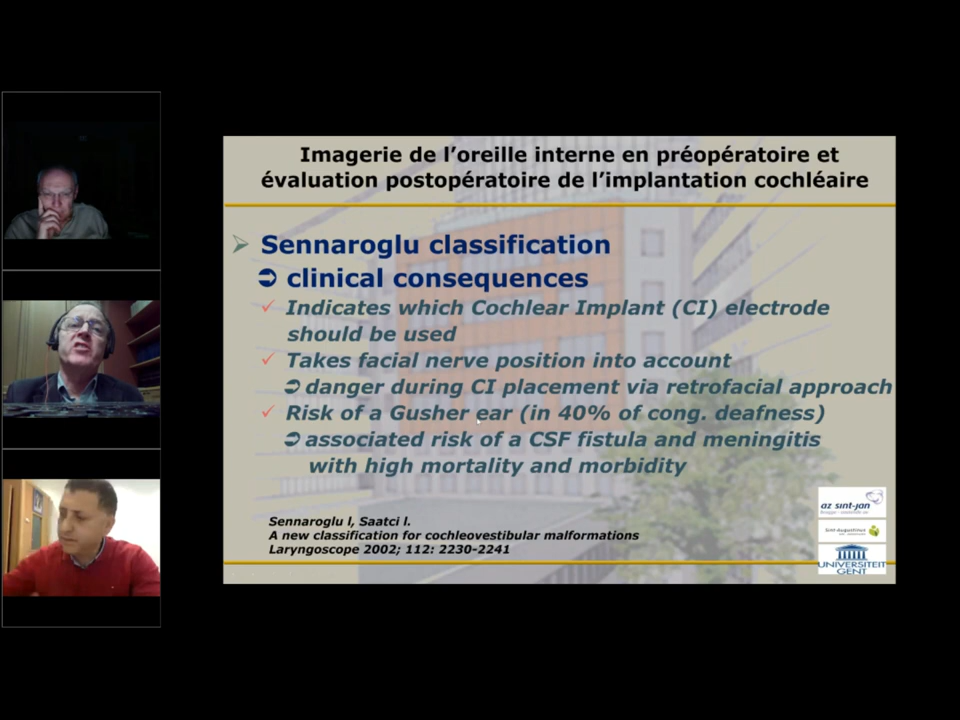 Imagerie de l'oreille interne en préopératoire et
évaluation postopératoire de l'implantation cochléaire
Sennaroglu classification
clinical consequences
Indicates which Cochlear Implant (CI) electrode
should be used
Takes facial nerve position into account
danger during CI placement via retrofacial approach
Risk of a Gusher ear (in 40% of cong. deafness)
associated risk of a CSF fistula and meningitis
with high mortality and morbidity
Sennaroglu l, Saatci l.
A new classification for cochleovestibular malformations
Laryngoscope 2002; 112: 2230-2241
az sint-jan
Sint-Augustinus
UNIVERSITEIT
GENT